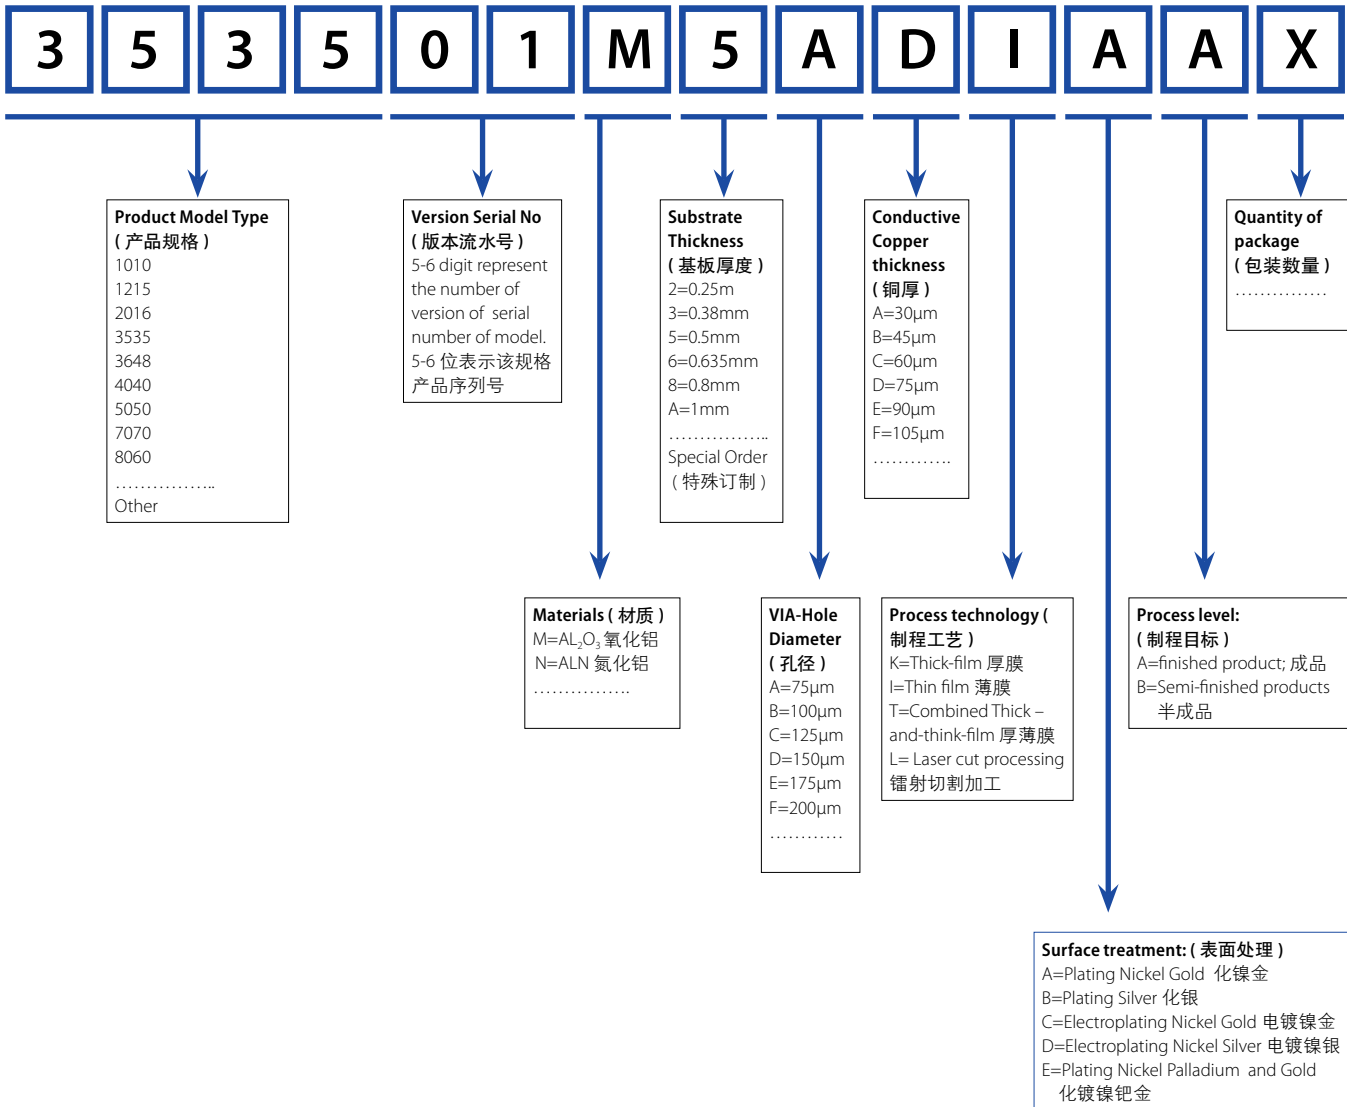 3 5 3 5 0 1 M 5 A D I A A X
Product Model Type
( 产品规格 )
1010
1215
2016
3535
3648
4040
5050
7070
8060
……………..
Other
Version Serial No
( 版本流水号 )
5-6 digit represent
the number of
version of serial
number of model.
5-6 位表示该规格
产品序列号
Substrate
Thickness
( 基板厚度 )
2=0.25m
3=0.38mm
5=0.5mm
6=0.635mm
8=0.8mm
A=1mm
……………..
Special Order
( 特殊订制 )
Conductive
Copper
thickness
( 铜厚 )
A=30μm
B=45μm
C=60μm
D=75μm
E=90μm
F=105μm
………….
Quantity of
package
( 包装数量 )
……………
Materials ( 材质 )
M=AL₂O₃ 氧化铝
N=ALN 氮化铝
…………….
VIA-Hole
Diameter
( 孔径 )
A=75μm
B=100μm
C=125μm
D=150μm
E=175μm
F=200μm
…………
Process technology (
制程工艺 )
K=Thick-film 厚膜
I=Thin film 薄膜
T=Combined Thick –
and-think-film 厚薄膜
L= Laser cut processing
镭射切割加工
Process level:
( 制程目标 )
A=finished product; 成品
B=Semi-finished products
半成品
Surface treatment: ( 表面处理 )
A=Plating Nickel Gold 化镍金
B=Plating Silver 化银
C=Electroplating Nickel Gold 电镀镍金
D=Electroplating Nickel Silver 电镀镍银
E=Plating Nickel Palladium and Gold
化镀镍钯金